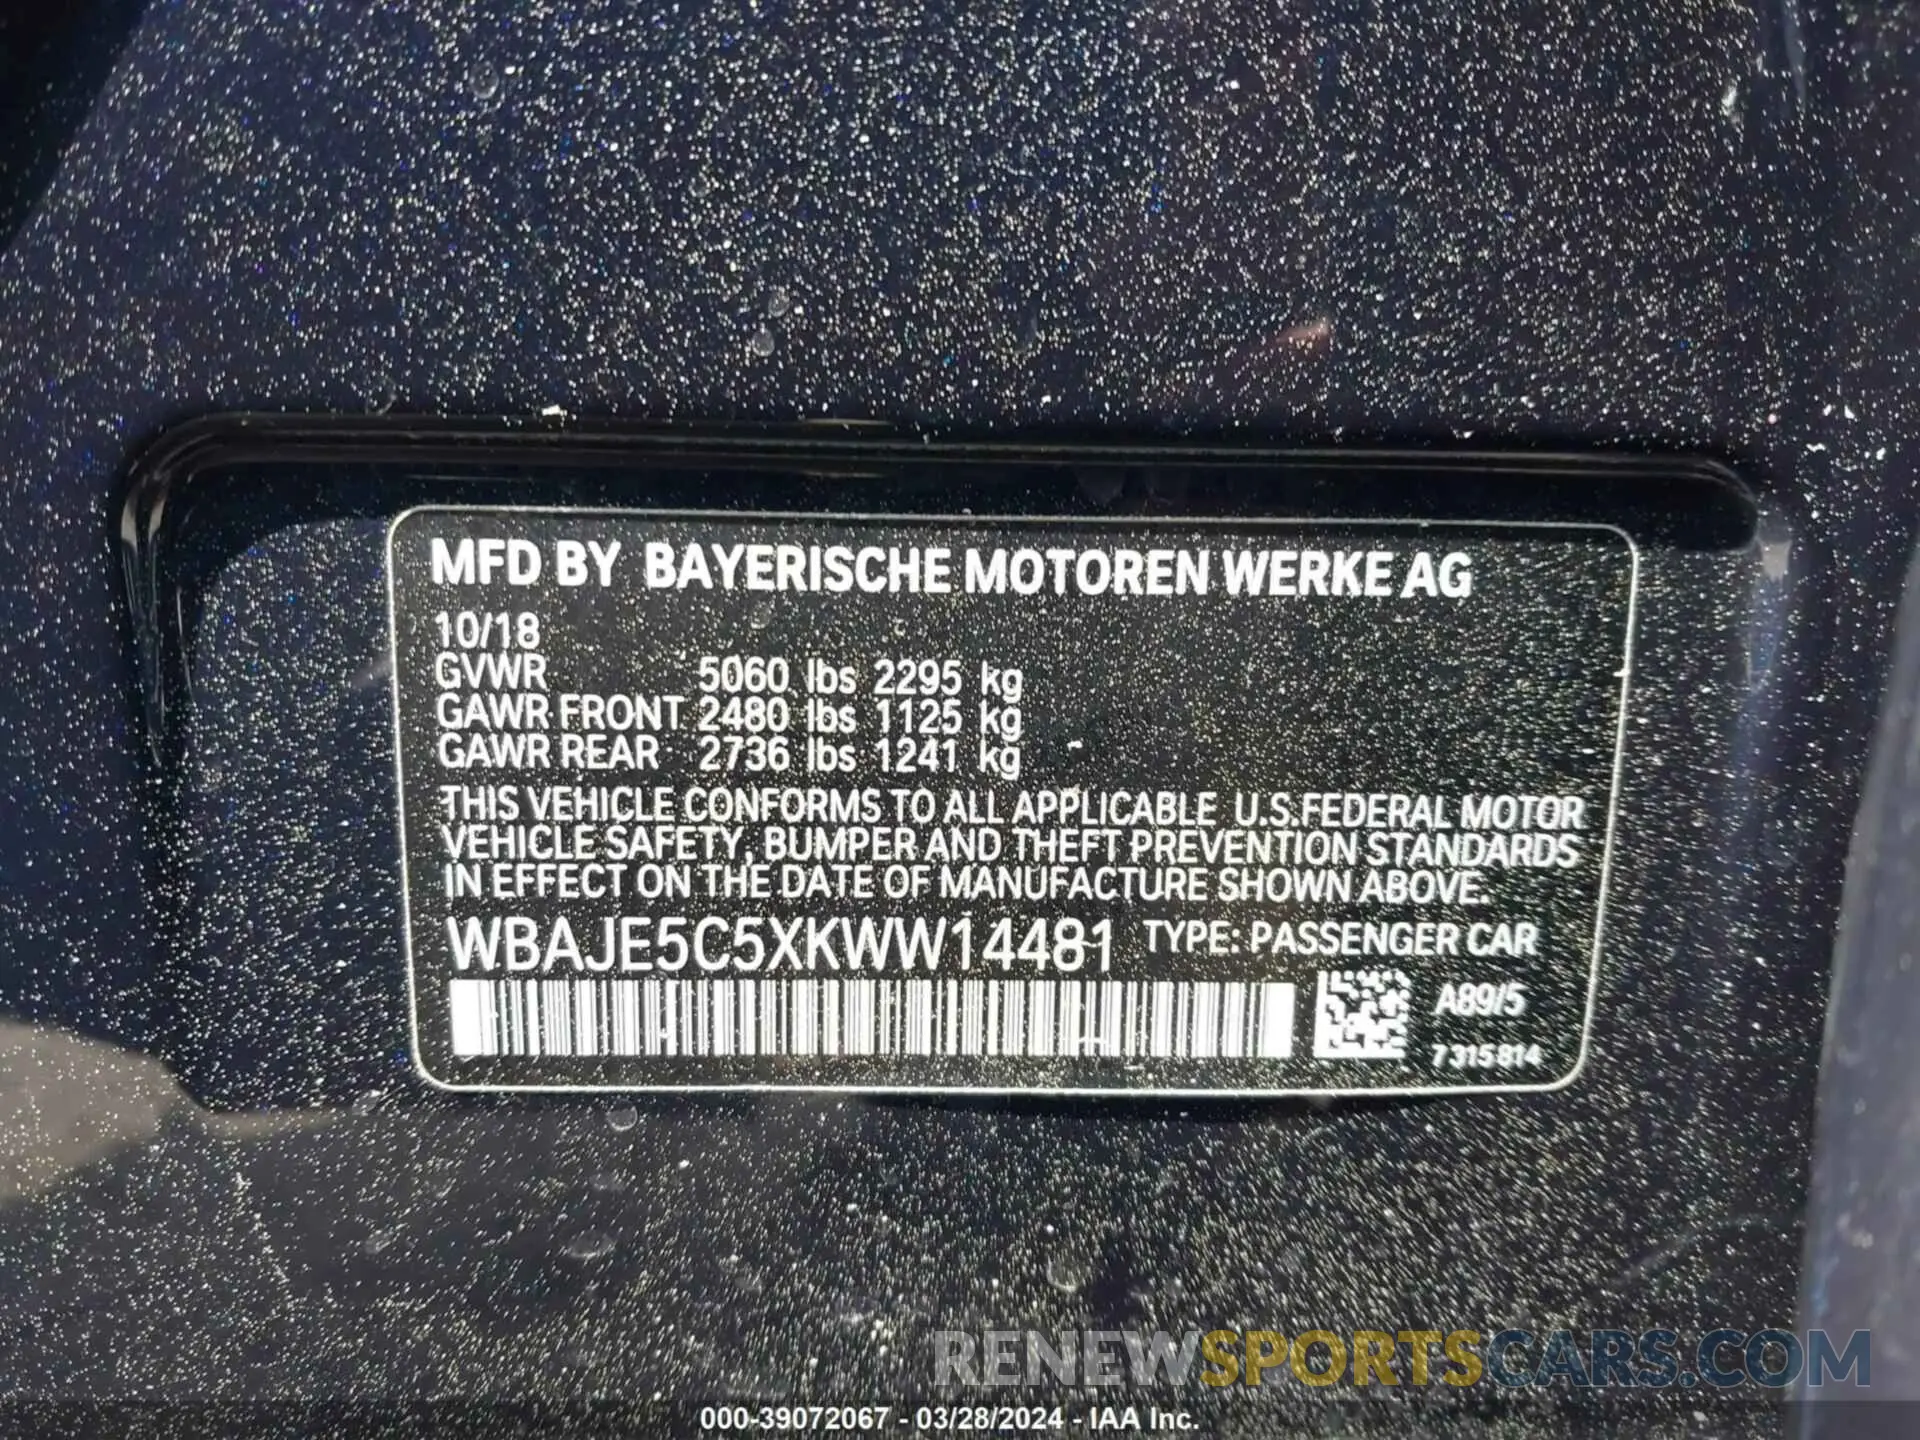 MFD BY BAYERISCHE MOTOREN WERKE AG
10/18
GVWR 5060 lbs 2295 kg
GAWR FRONT 2480 lbs 1125 kg
GAWR REAR 2736 lbs 1241 kg
THIS VEHICLE CONFORMS TO ALL APPLICABLE U.S.FEDERAL MOTOR
VEHICLE SAFETY, BUMPER AND THEFT PREVENTION STANDARDS
IN EFFECT ON THE DATE OF MANUFACTURE SHOWN ABOVE.
WBAJE5C5XKWW14481 TYPE: PASSENGER CAR
A89/5
7 315 814
RENEWSPORTSCARS.COM
000-39072067 - 03/28/2024 - IAA Inc.